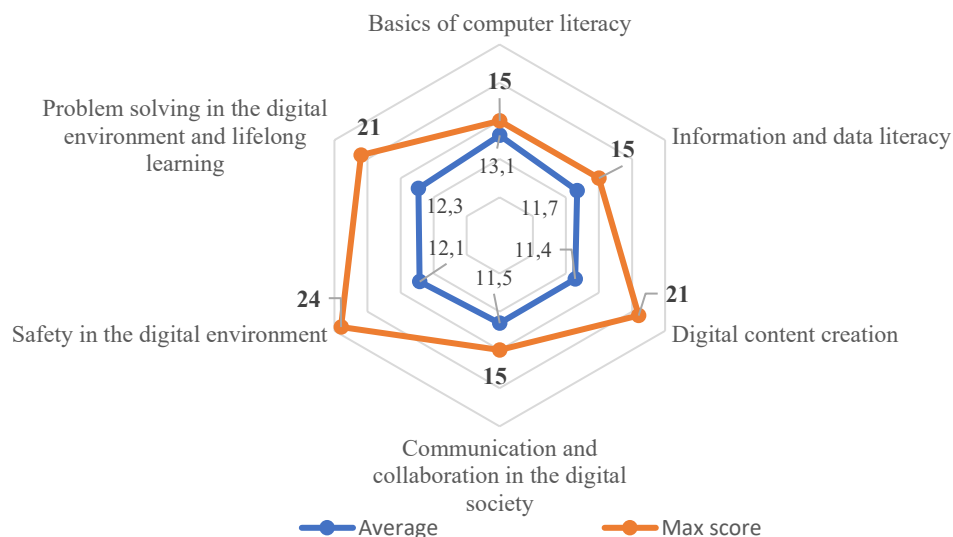 Basics of computer literacy
15
Problem solving in the digital
environment and lifelong
learning
21
13,1
15
Information and data literacy
12,3
11,7
12,1
11,4
11,5
24
Safety in the digital environment
21
Digital content creation
15
Communication and
collaboration in the digital
society
Average
Max score